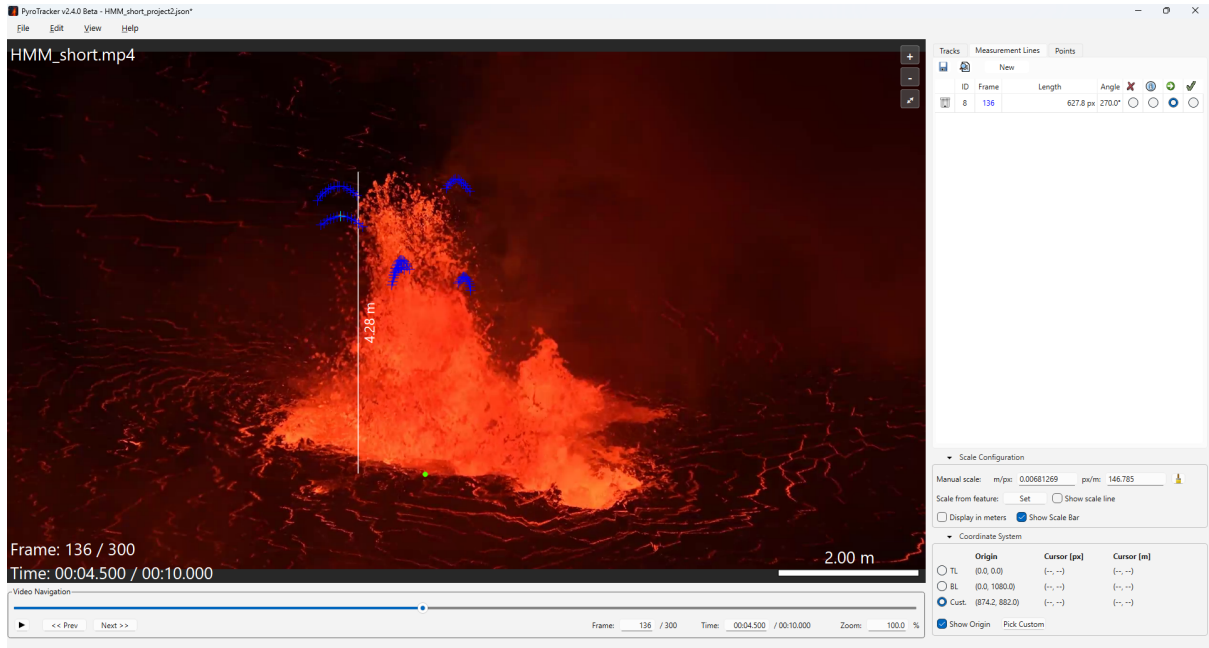 PyroTracker v2.4.0 Beta - HMM_short_project2.json*
File Edit View Help
HMM_short.mp4
+
-
4.28 m
Frame: 136 / 300
Time: 00:04.500 / 00:10.000
2.00 m
Video Navigation
<< Prev Next >> Frame: 136 / 300 Time: 00:04.500 / 00:10.000 Zoom: 100.0 %
Tracks Measurement Lines Points
New
ID Frame Length Angle
8 136 627.8 px 270.0°
Scale Configuration
Manual scale: m/px: 0.00681269 px/m: 146.785
Scale from feature: Set Show scale line
Display in meters Show Scale Bar
Coordinate System
Origin Cursor [px] Cursor [m]
TL (0.0, 0.0) (--, --) (--, --)
BL (0.0, 1080.0) (--, --) (--, --)
Cust. (874.2, 882.0) (--, --) (--, --)
Show Origin Pick Custom